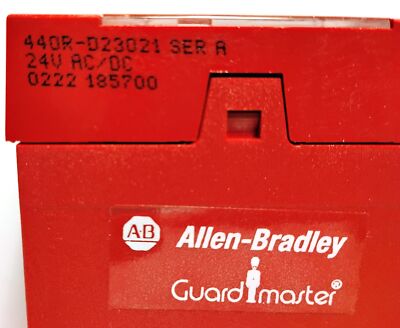 440R-D23021 SER A
24V AC/DC
0222 185700
AB Allen-Bradley
Guardmaster®